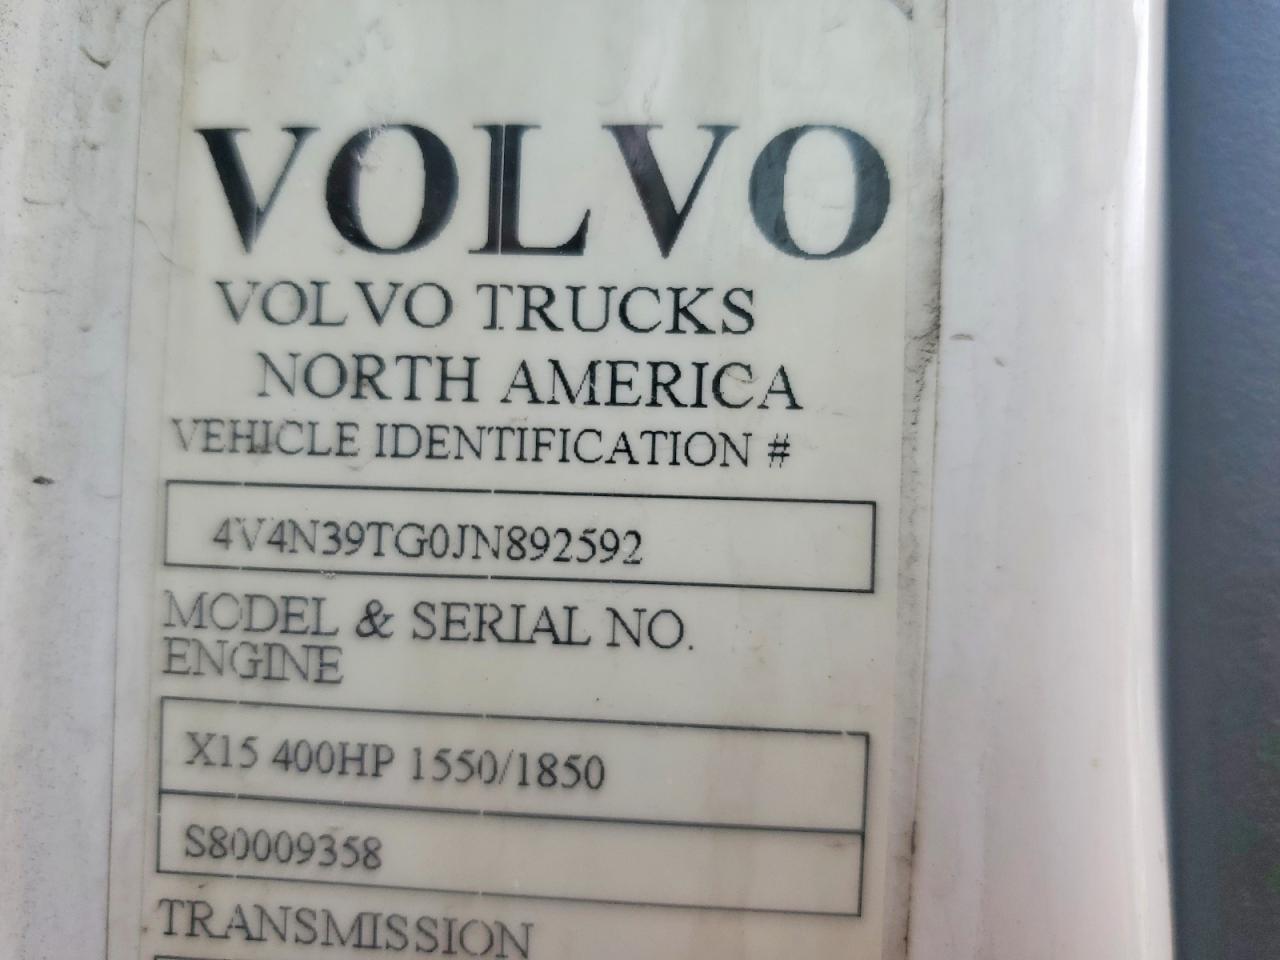 VOLVO
VOLVO TRUCKS
NORTH AMERICA
VEHICLE IDENTIFICATION #
4V4N39TG0JN892592
MODEL & SERIAL NO.
ENGINE
X15 400HP 1550/1850
S80009358
TRANSMISSION